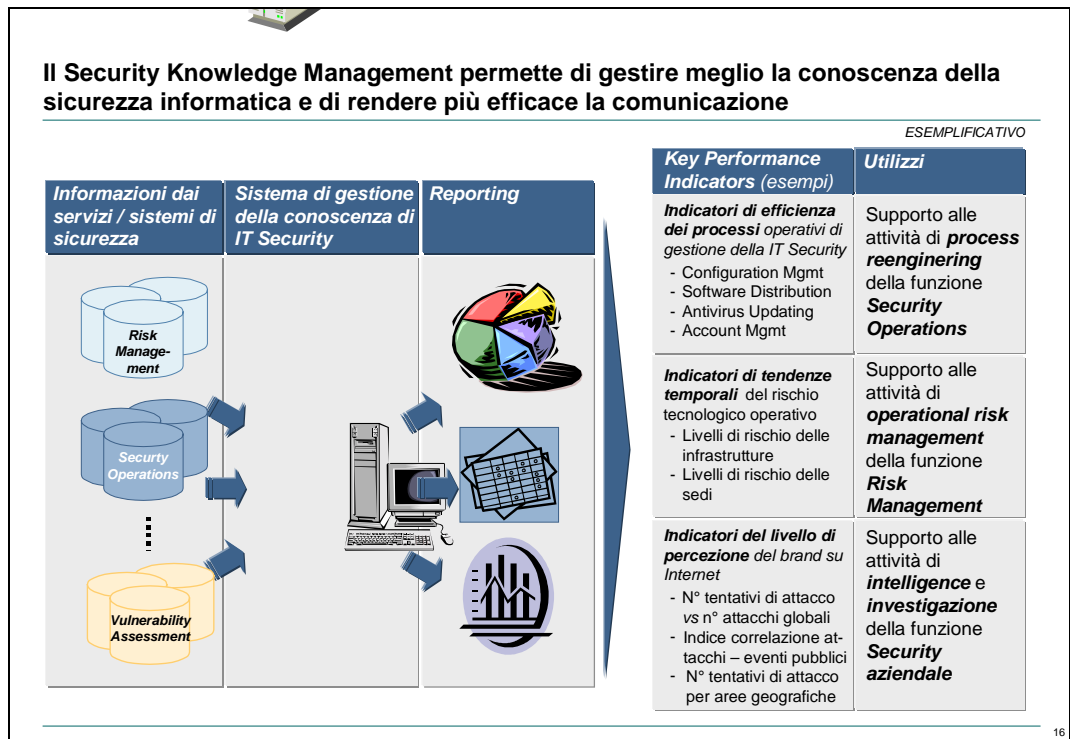 Il Security Knowledge Management permette di gestire meglio la conoscenza della
sicurezza informatica e di rendere più efficace la comunicazione
ESEMPLIFICATIVO
Informazioni dai
servizi / sistemi di
sicurezza
Sistema di gestione
della conoscenza di
IT Security
Reporting
Risk
Manage-
ment
Securty
Operations
Vulnerability
Assessment
Key Performance
Indicators (esempi)
Utilizzi
Indicatori di efficienza
dei processi operativi di
gestione della IT Security
- Configuration Mgmt
- Software Distribution
- Antivirus Updating
- Account Mgmt
Supporto alle
attività di process
reenginering
della funzione
Security
Operations
Indicatori di tendenze
temporali del rischio
tecnologico operativo
- Livelli di rischio delle
infrastrutture
- Livelli di rischio delle
sedi
Supporto alle
attività di
operational risk
management
della funzione
Risk
Management
Indicatori del livello di
percezione del brand su
Internet
- N° tentativi di attacco
vs n° attacchi globali
- Indice correlazione at-
tacchi – eventi pubblici
- N° tentativi di attacco
per aree geografiche
Supporto alle
attività di
intelligence e
investigazione
della funzione
Security
aziendale
16